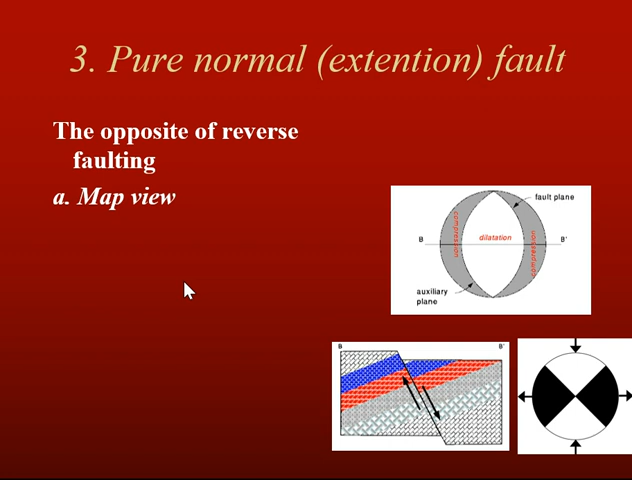 3. Pure normal (extention) fault
The opposite of reverse
faulting
a. Map view
fault plane
compression
B
dilatation
compression
B'
auxiliary
plane
B
B'